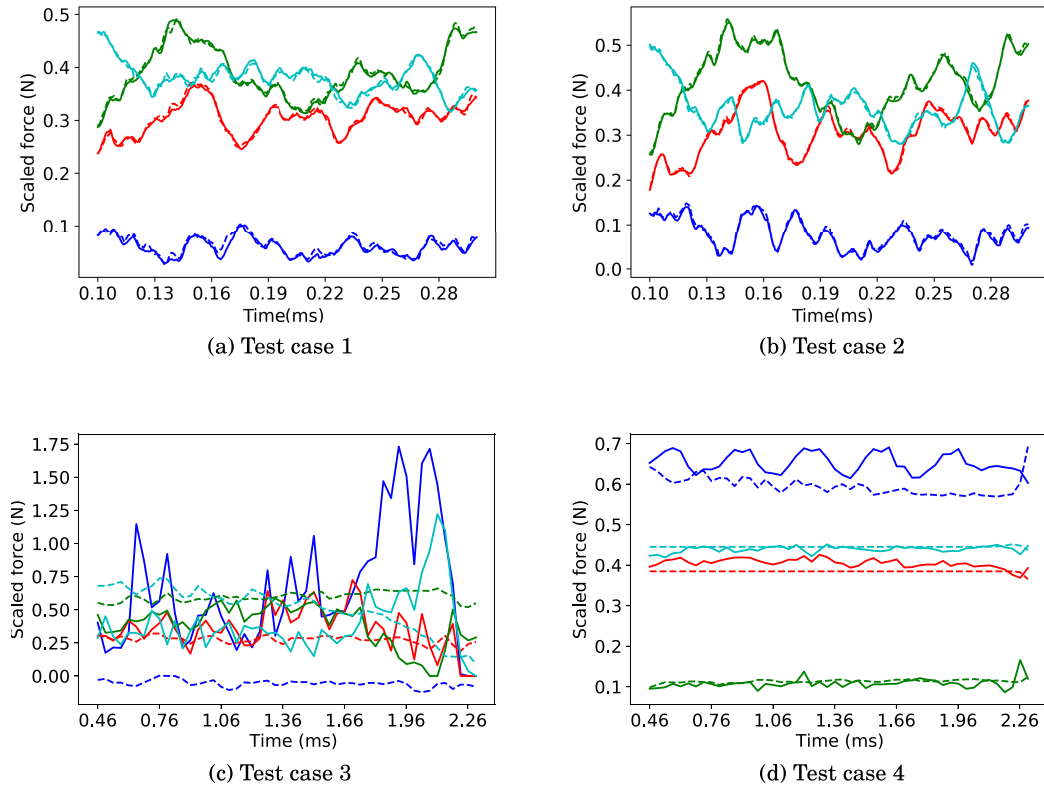 0.5
0.4
0.3
0.2
0.1
Scaled force (N)
0.10 0.13 0.16 0.19 0.22 0.25 0.28
Time(ms)
(a) Test case 1
0.5
0.4
0.3
0.2
0.1
0.0
Scaled force (N)
0.10 0.13 0.16 0.19 0.22 0.25 0.28
Time(ms)
(b) Test case 2
1.75
1.50
1.25
1.00
0.75
0.50
0.25
0.00
Scaled force (N)
0.46 0.76 1.06 1.36 1.66 1.96 2.26
Time (ms)
(c) Test case 3
0.7
0.6
0.5
0.4
0.3
0.2
0.1
Scaled force (N)
0.46 0.76 1.06 1.36 1.66 1.96 2.26
Time (ms)
(d) Test case 4